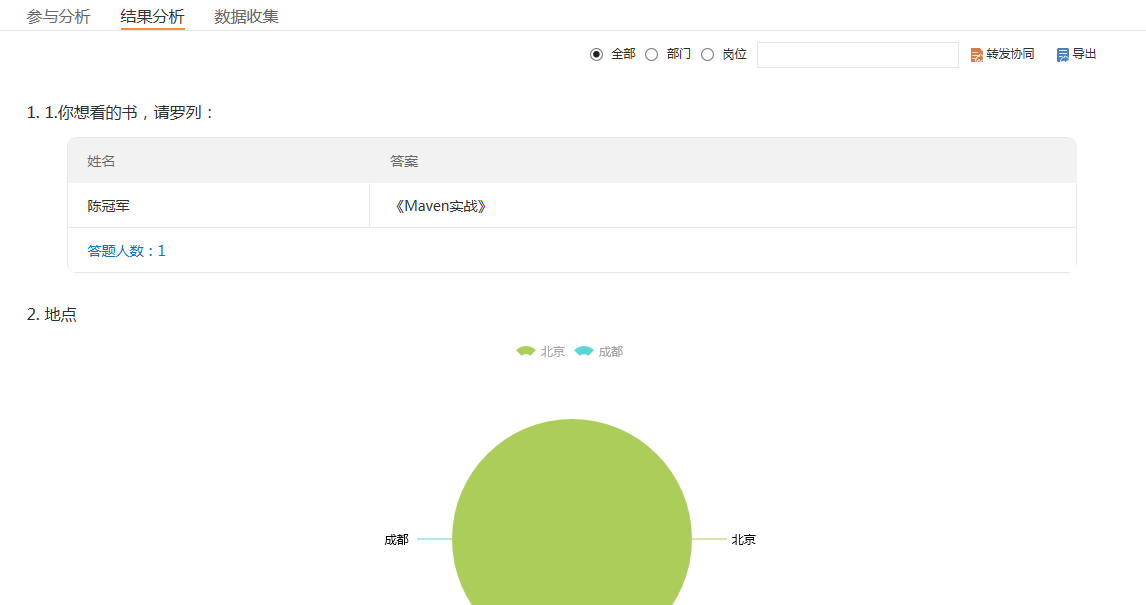 参与分析 结果分析 数据收集
全部 部门 岗位 转发协同 导出
1. 1.你想看的书，请罗列：
姓名 答案
陈冠军 《Maven实战》
答题人数：1
2. 地点
北京 成都
成都 北京